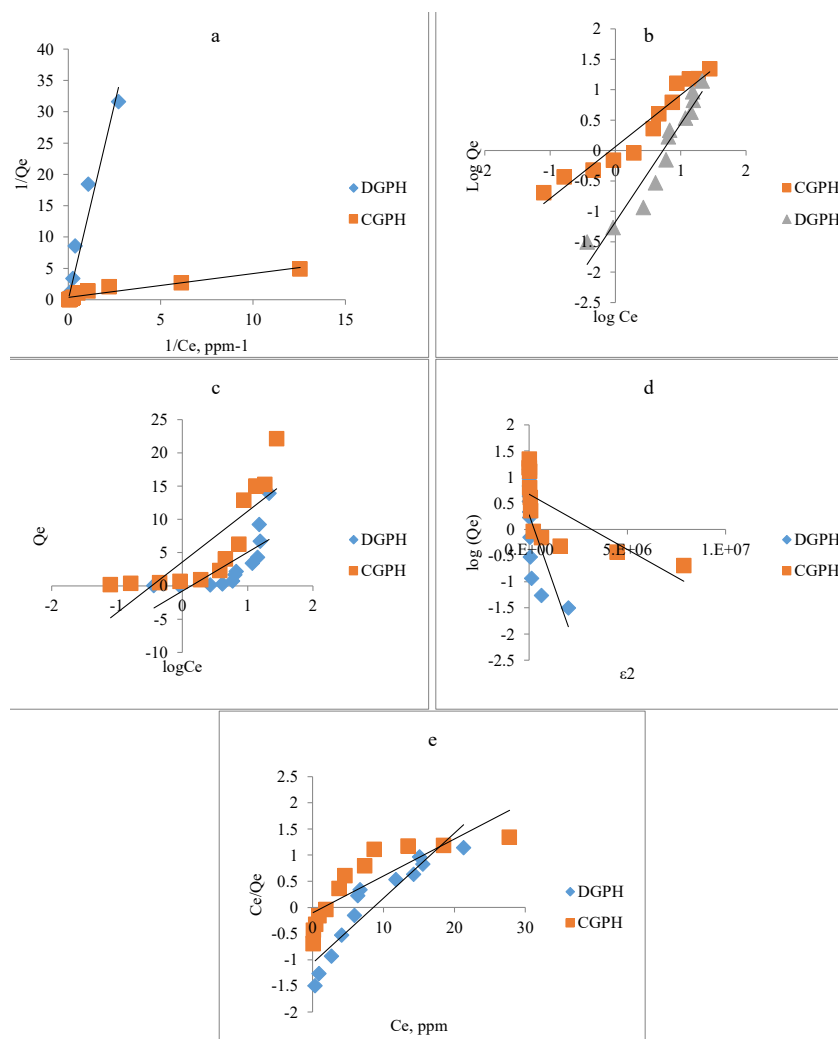 a
40
35
30
25
20
15
10
5
0
0 5 10 15
1/Qe
1/Ce, ppm-1
DGPH
CGPH
b
2
1.5
1
0.5
0
-0.5
-1
-1.5
-2
-2.5
-2 -1 0 1 2
Log Qe
log Ce
CGPH
DGPH
c
25
20
15
10
5
0
-5
-10
-2 -1 0 1 2
Qe
logCe
DGPH
CGPH
d
2
1.5
1
0.5
0
-0.5
-1
-1.5
-2
-2.5
5.E+06 1.E+07
log (Qe)
ε2
DGPH
CGPH
e
2.5
2
1.5
1
0.5
0
-0.5
-1
-1.5
-2
0 10 20 30
Ce/Qe
Ce, ppm
DGPH
CGPH